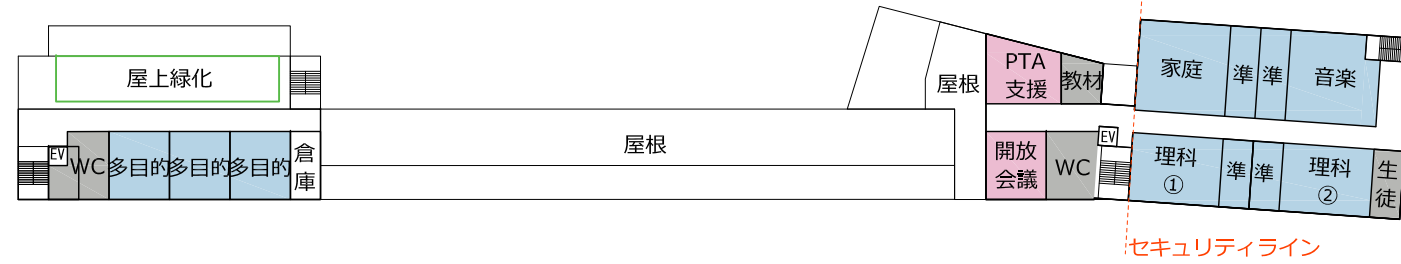 屋上緑化
EV
WC
多目的
多目的
多目的
倉
庫
屋根
屋根
PTA
支援
教材
家庭
準
準
音楽
開放
会議
WC
EV
理科
①
準
準
理科
②
生
徒
セキュリティライン